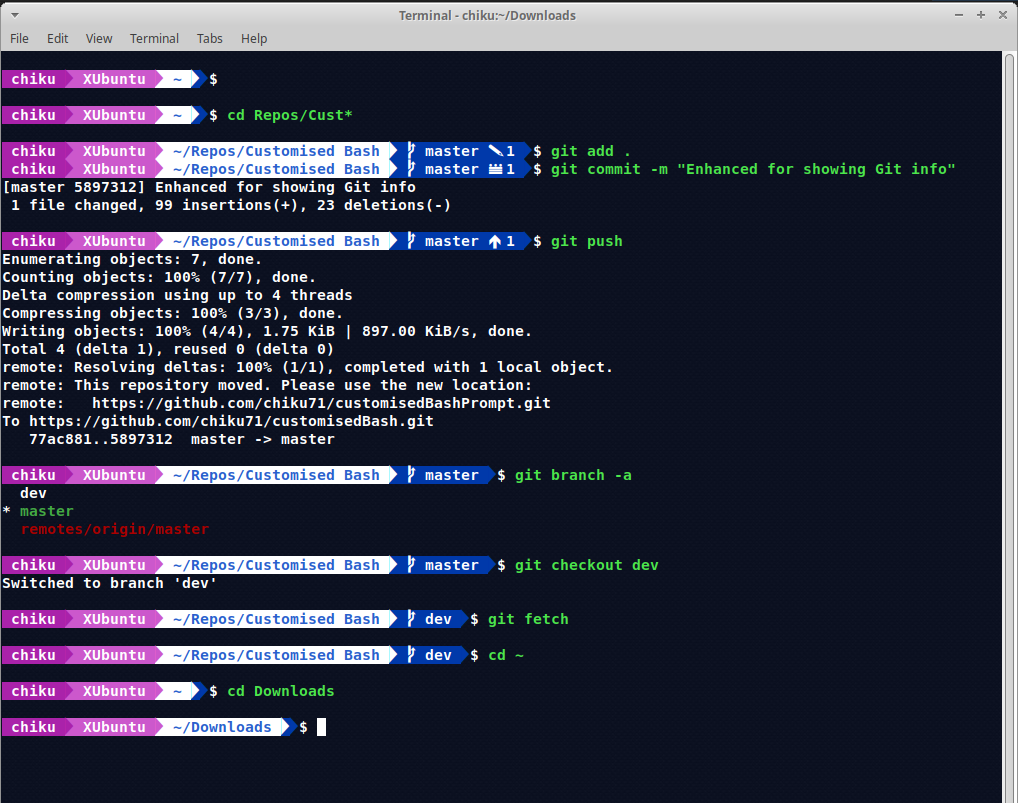 Terminal - chiku:~/Downloads
File Edit View Terminal Tabs Help
chiku XUbuntu ~ $
chiku XUbuntu ~ $ cd Repos/Cust*
chiku XUbuntu ~/Repos/Customised Bash master 1 $ git add .
chiku XUbuntu ~/Repos/Customised Bash master 1 $ git commit -m "Enhanced for showing Git info"
[master 5897312] Enhanced for showing Git info
1 file changed, 99 insertions(+), 23 deletions(-)
chiku XUbuntu ~/Repos/Customised Bash master 1 $ git push
Enumerating objects: 7, done.
Counting objects: 100% (7/7), done.
Delta compression using up to 4 threads
Compressing objects: 100% (3/3), done.
Writing objects: 100% (4/4), 1.75 KiB | 897.00 KiB/s, done.
Total 4 (delta 1), reused 0 (delta 0)
remote: Resolving deltas: 100% (1/1), completed with 1 local object.
remote: This repository moved. Please use the new location:
remote:   https://github.com/chiku71/customisedBashPrompt.git
To https://github.com/chiku71/customisedBash.git
77ac881..5897312  master -> master
chiku XUbuntu ~/Repos/Customised Bash master $ git branch -a
dev
* master
remotes/origin/master
chiku XUbuntu ~/Repos/Customised Bash master $ git checkout dev
Switched to branch 'dev'
chiku XUbuntu ~/Repos/Customised Bash dev $ git fetch
chiku XUbuntu ~/Repos/Customised Bash dev $ cd ~
chiku XUbuntu ~ $ cd Downloads
chiku XUbuntu ~/Downloads $